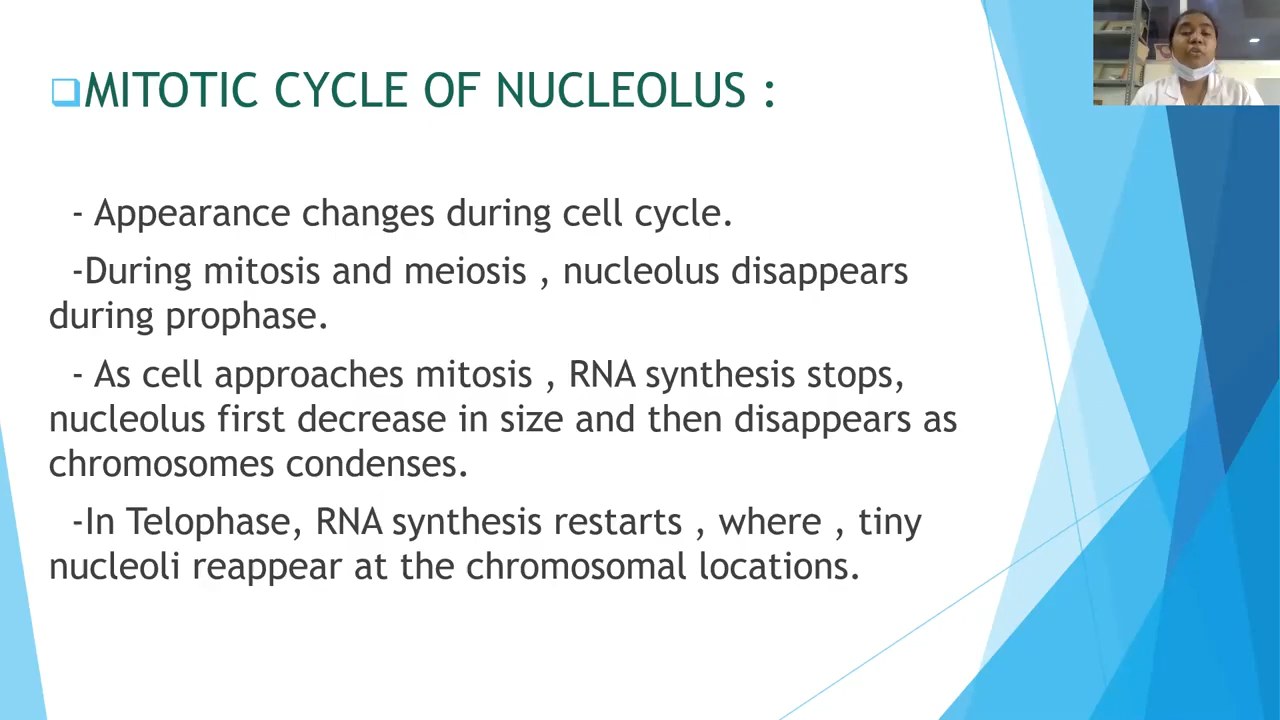 MITOTIC CYCLE OF NUCLEOLUS :
- Appearance changes during cell cycle.
-During mitosis and meiosis , nucleolus disappears
during prophase.
- As cell approaches mitosis , RNA synthesis stops,
nucleolus first decrease in size and then disappears as
chromosomes condenses.
-In Telophase, RNA synthesis restarts , where , tiny
nucleoli reappear at the chromosomal locations.